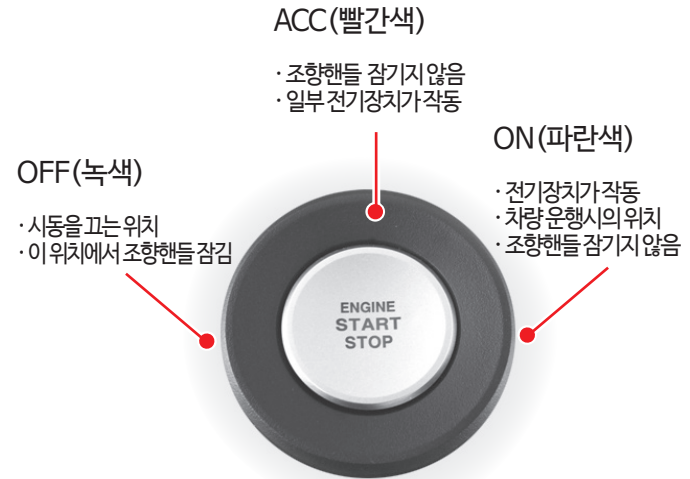 ACC(빨간색)
· 조향핸들 잠기지 않음
· 일부 전기장치가 작동
ON(파란색)
· 전기장치가 작동
· 차량 운행시의 위치
· 조향핸들 잠기지 않음
OFF(녹색)
· 시동을 끄는 위치
· 이 위치에서 조향핸들 잠김
ENGINE
START
STOP